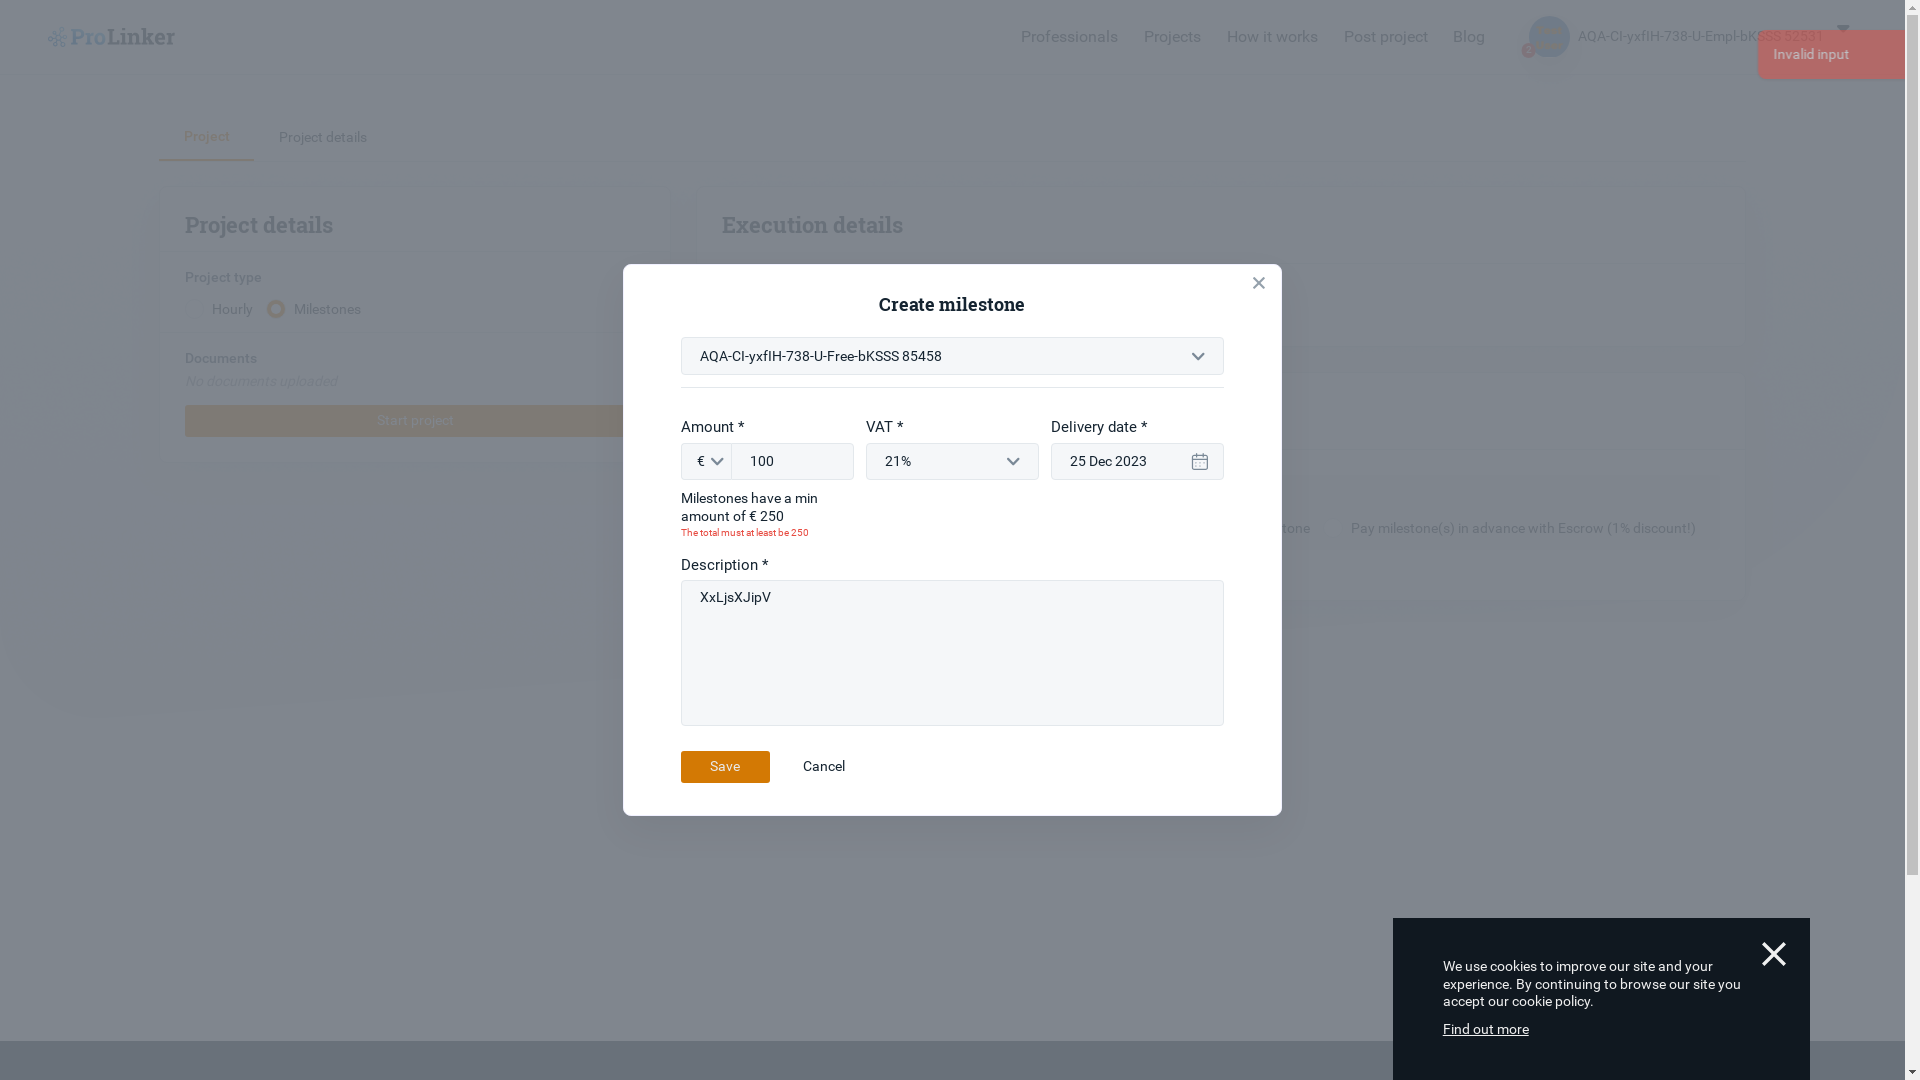 ProLinker
Professionals
Projects
How it works
Post project
Blog
2
AQA-CI-yxfIH-738-U-Empl-bKSSS 52531
Invalid input
Project
Project details
Project details
Execution details
Project type
Hourly
Milestones
Documents
No documents uploaded
Start project
Pay milestone(s) in advance with Escrow (1% discount!)
Create milestone
AQA-CI-yxfIH-738-U-Free-bKSSS 85458
Amount *
VAT *
Delivery date *
€
100
21%
25 Dec 2023
Milestones have a min
amount of € 250
The total must at least be 250
Description *
XxLjsXJipV
Save
Cancel
We use cookies to improve our site and your
experience. By continuing to browse our site you
accept our cookie policy.
Find out more